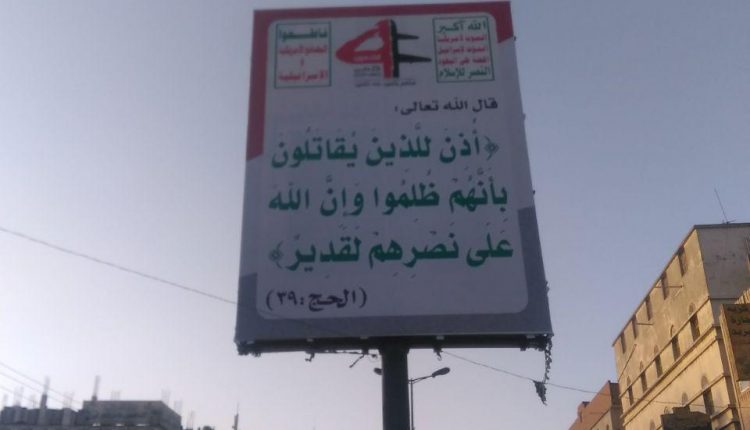 الله أكبر
الموت لأمريكا
الموت لإسرائيل
اللعنة على اليهود
النصر للإسلام
قاطعوا
البضائع الأمريكية
و
الإسرائيلية
قال الله تعالى:
﴿أُذِنَ لِلَّذِينَ يُقَاتَلُونَ
بِأَنَّهُمْ ظُلِمُوا وَإِنَّ اللهَ
عَلَى نَصْرِهِمْ لَقَدِيرٌ﴾
(الحج:٣٩)